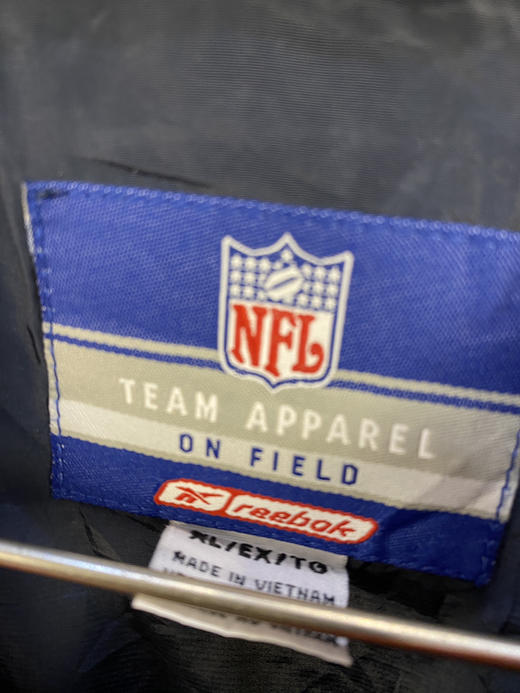 NFL
TEAM APPAREL
ON FIELD
Reebok
XL/EX/TG
MADE IN VIETNAM